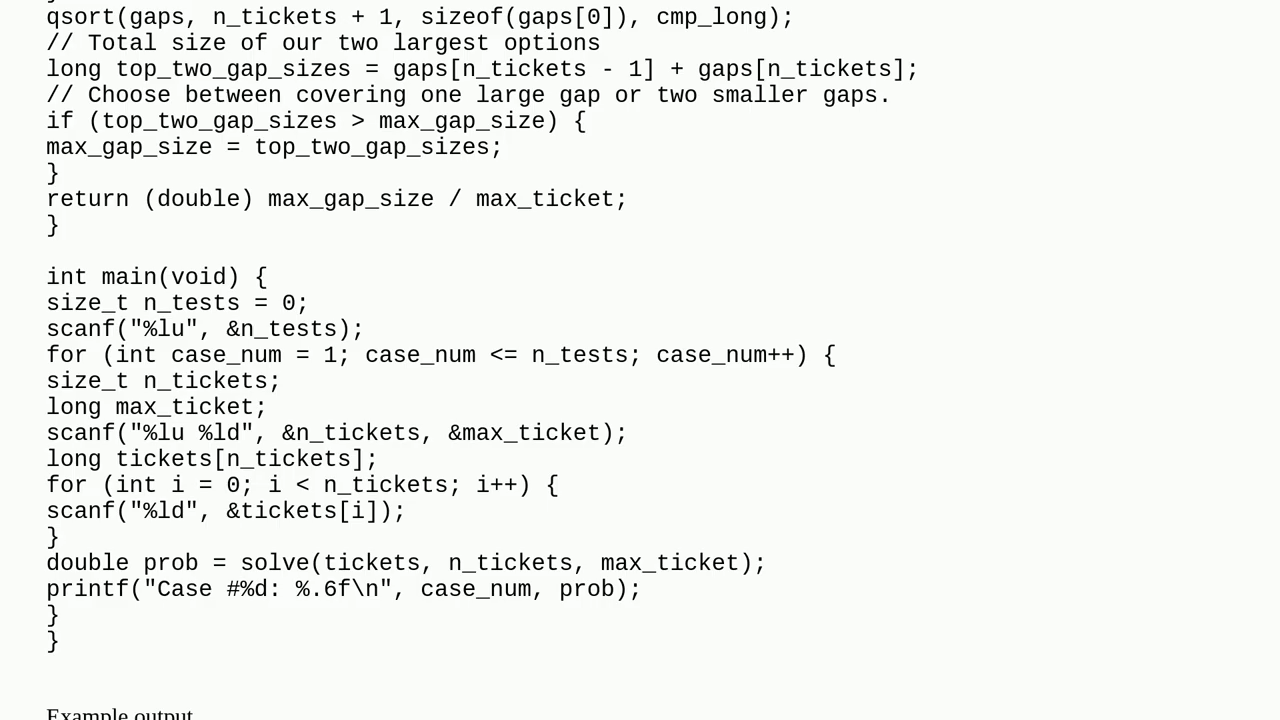 }
qsort(gaps, n_tickets + 1, sizeof(gaps[0]), cmp_long);
// Total size of our two largest options
long top_two_gap_sizes = gaps[n_tickets - 1] + gaps[n_tickets];
// Choose between covering one large gap or two smaller gaps.
if (top_two_gap_sizes > max_gap_size) {
max_gap_size = top_two_gap_sizes;
}
return (double) max_gap_size / max_ticket;
}
int main(void) {
size_t n_tests = 0;
scanf("%lu", &n_tests);
for (int case_num = 1; case_num <= n_tests; case_num++) {
size_t n_tickets;
long max_ticket;
scanf("%lu %ld", &n_tickets, &max_ticket);
long tickets[n_tickets];
for (int i = 0; i < n_tickets; i++) {
scanf("%ld", &tickets[i]);
}
double prob = solve(tickets, n_tickets, max_ticket);
printf("Case #%d: %.6f\n", case_num, prob);
}
}
Example output